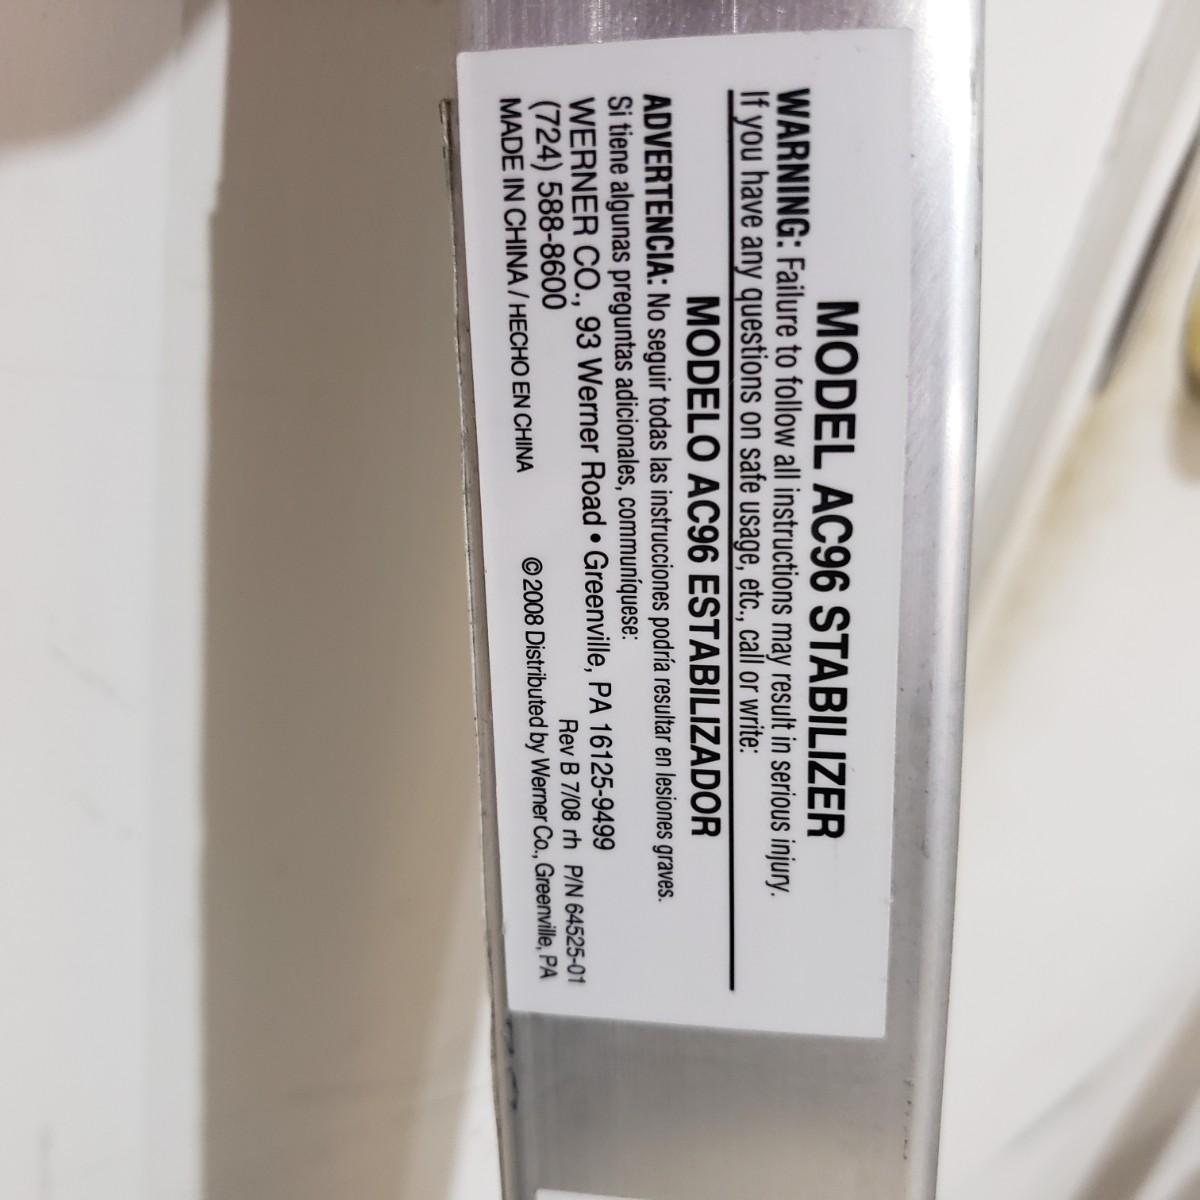 MODEL AC96 STABILIZER
WARNING: Failure to follow all instructions may result in serious injury.
If you have any questions on safe usage, etc., call or write:
MODELO AC96 ESTABILIZADOR
ADVERTENCIA: No seguir todas las instrucciones podría resultar en lesiones graves.
Si tiene algunas preguntas adicionales, communíquese:
WERNER CO., 93 Werner Road • Greenville, PA 16125-9499
(724) 588-8600 Rev B 7/08 rh P/N 64525-01
MADE IN CHINA / HECHO EN CHINA ©2008 Distributed by Werner Co., Greenville, PA